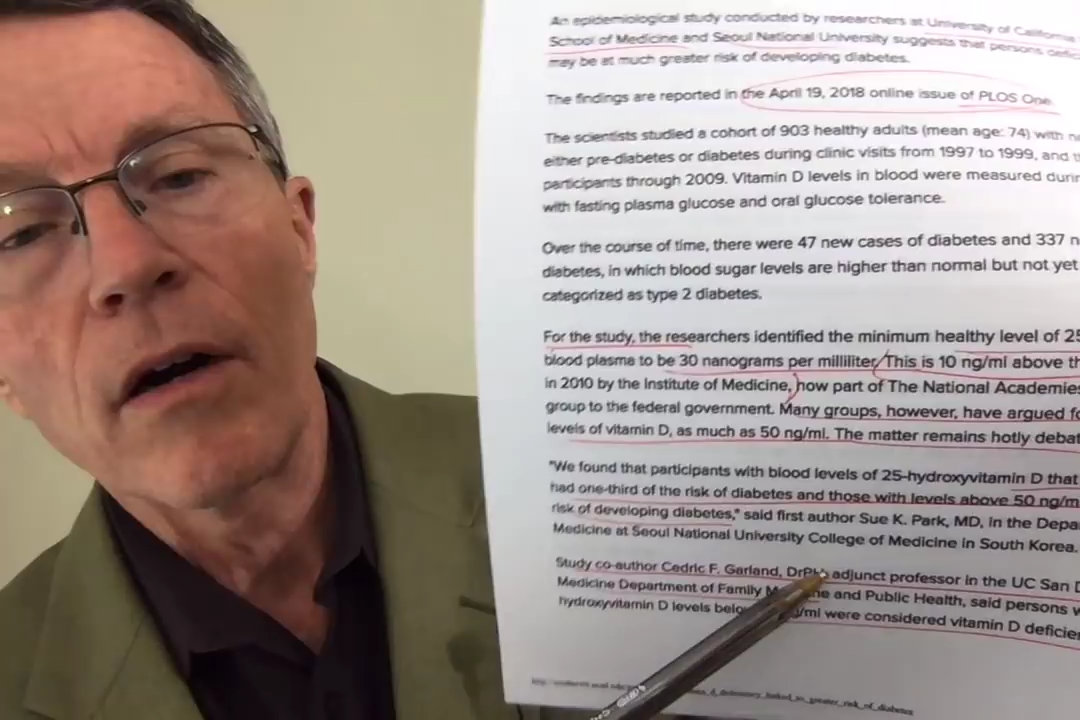 An epidemiological study conducted by researchers at University of California
School of Medicine and Seoul National University suggests that persons
may be at much greater risk of developing diabetes.
The findings are reported in the April 19, 2018 online issue of PLOS One.
The scientists studied a cohort of 903 healthy adults (mean age: 74) with
either pre-diabetes or diabetes during clinic visits from 1997 to 1999, and
participants through 2009. Vitamin D levels in blood were measured
with fasting plasma glucose and oral glucose tolerance.
Over the course of time, there were 47 new cases of diabetes and 337
diabetes, in which blood sugar levels are higher than normal but not yet
categorized as type 2 diabetes.
For the study, the researchers identified the minimum healthy level of 25
blood plasma to be 30 nanograms per milliliter. This is 10 ng/ml above
in 2010 by the Institute of Medicine, now part of The National Academies
group to the federal government. Many groups, however, have argued
levels of vitamin D, as much as 50 ng/ml. The matter remains hotly
"We found that participants with blood levels of 25-hydroxyvitamin D that
had one-third of the risk of diabetes and those with levels above 50
risk of developing diabetes," said first author Sue K. Park, MD, in the
Medicine at Seoul National University College of Medicine in South Korea.
Study co-author Cedric F. Garland, adjunct professor in the UC San
Medicine Department of Family and Public Health, said persons
hydroxyvitamin D levels were considered vitamin D